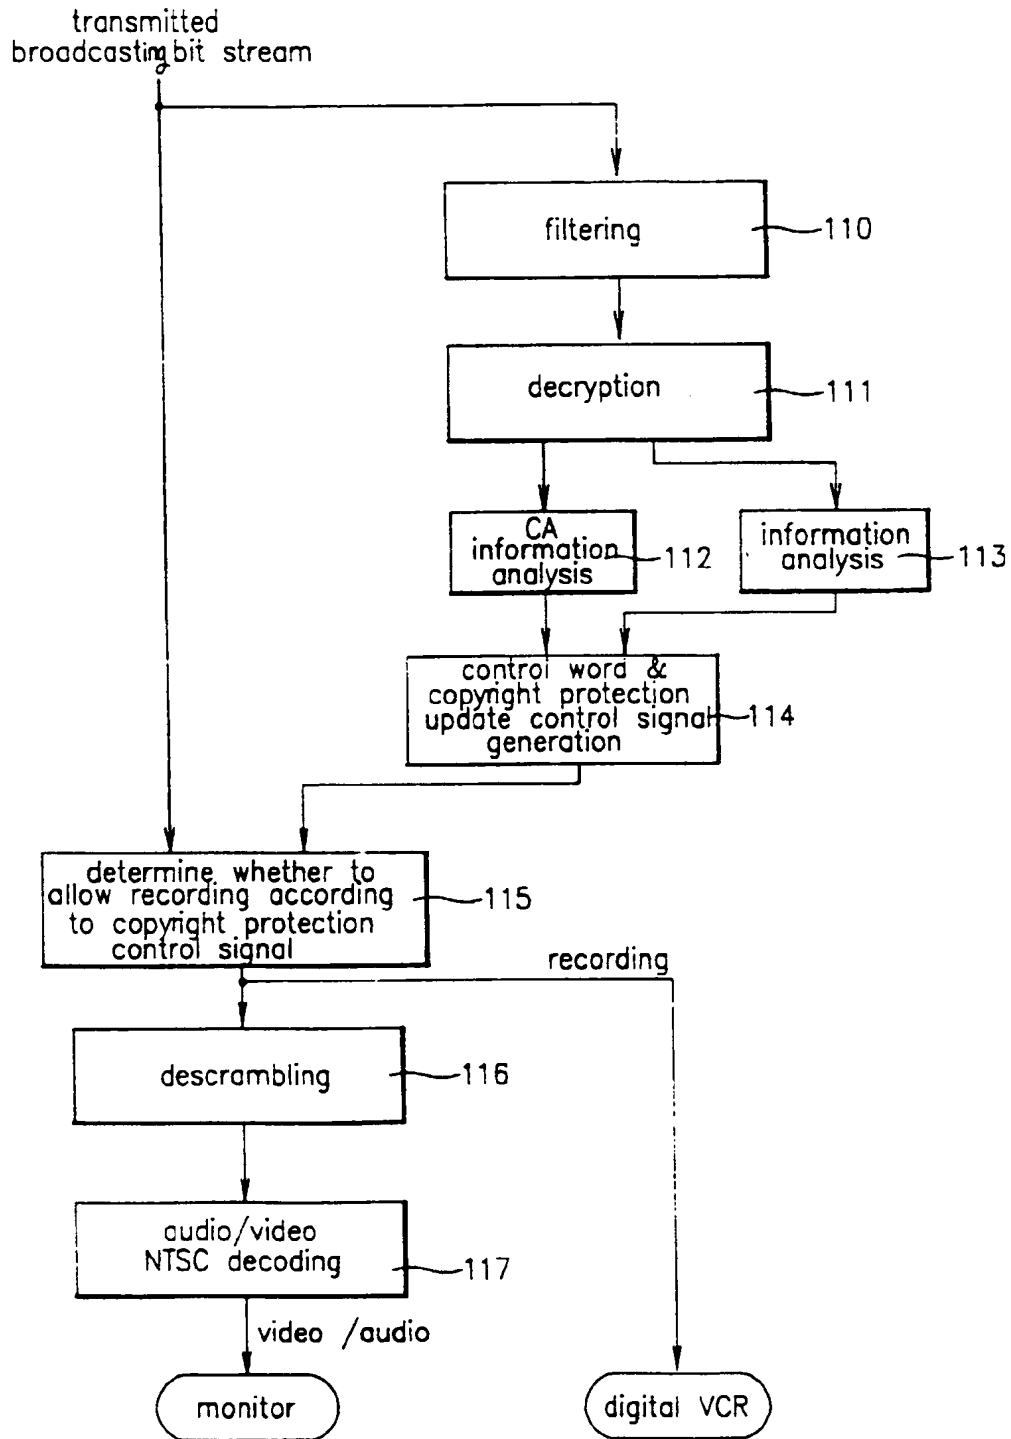 transmitted
broadcasting bit stream
filtering
110
decryption
111
CA
information
analysis
112
information
analysis
113
control word &
copyright protection
update control signal
generation
114
determine whether to
allow recording according
to copyright protection
control signal
115
recording
descrambling
116
audio/video
NTSC decoding
117
video /audio
monitor
digital VCR